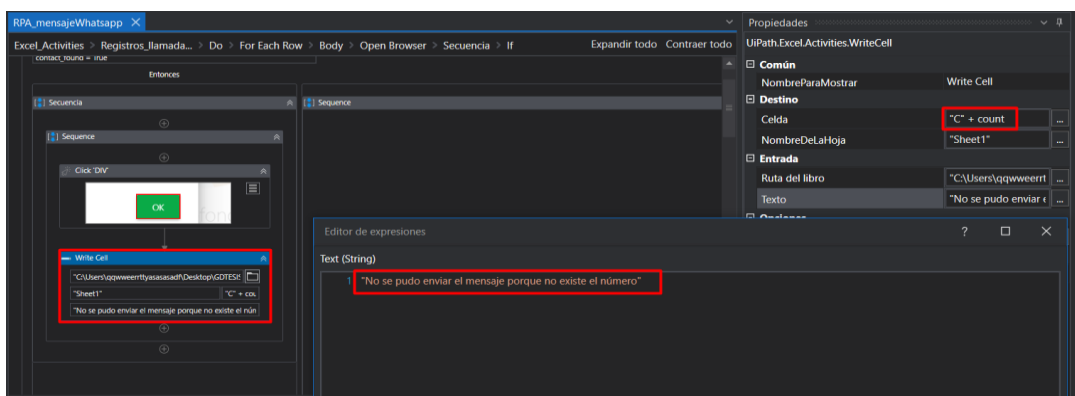 RPA_mensajeWhatsapp
Excel_Activities > Registros_llamada... > Do > For Each Row > Body > Open Browser > Secuencia > If
Expandir todo Contraer todo
contact_found = True
Entonces
Secuencia
Sequence
Click 'DIV'
OK
fono
Write Cell
"C:\Users\qqwweerrttyasasasadf\Desktop\GDTESI
"Sheet1" "C" + cou
"No se pudo enviar el mensaje porque no existe el núm
Sequence
Propiedades
UiPath.Excel.Activities.WriteCell
Común
NombreParaMostrar Write Cell
Destino
Celda "C" + count ...
NombreDeLaHoja "Sheet1" ...
Entrada
Ruta del libro "C:\Users\qqwweerrt ...
Texto "No se pudo enviar e ...
Opciones
Editor de expresiones
Text (String)
1 "No se pudo enviar el mensaje porque no existe el número"